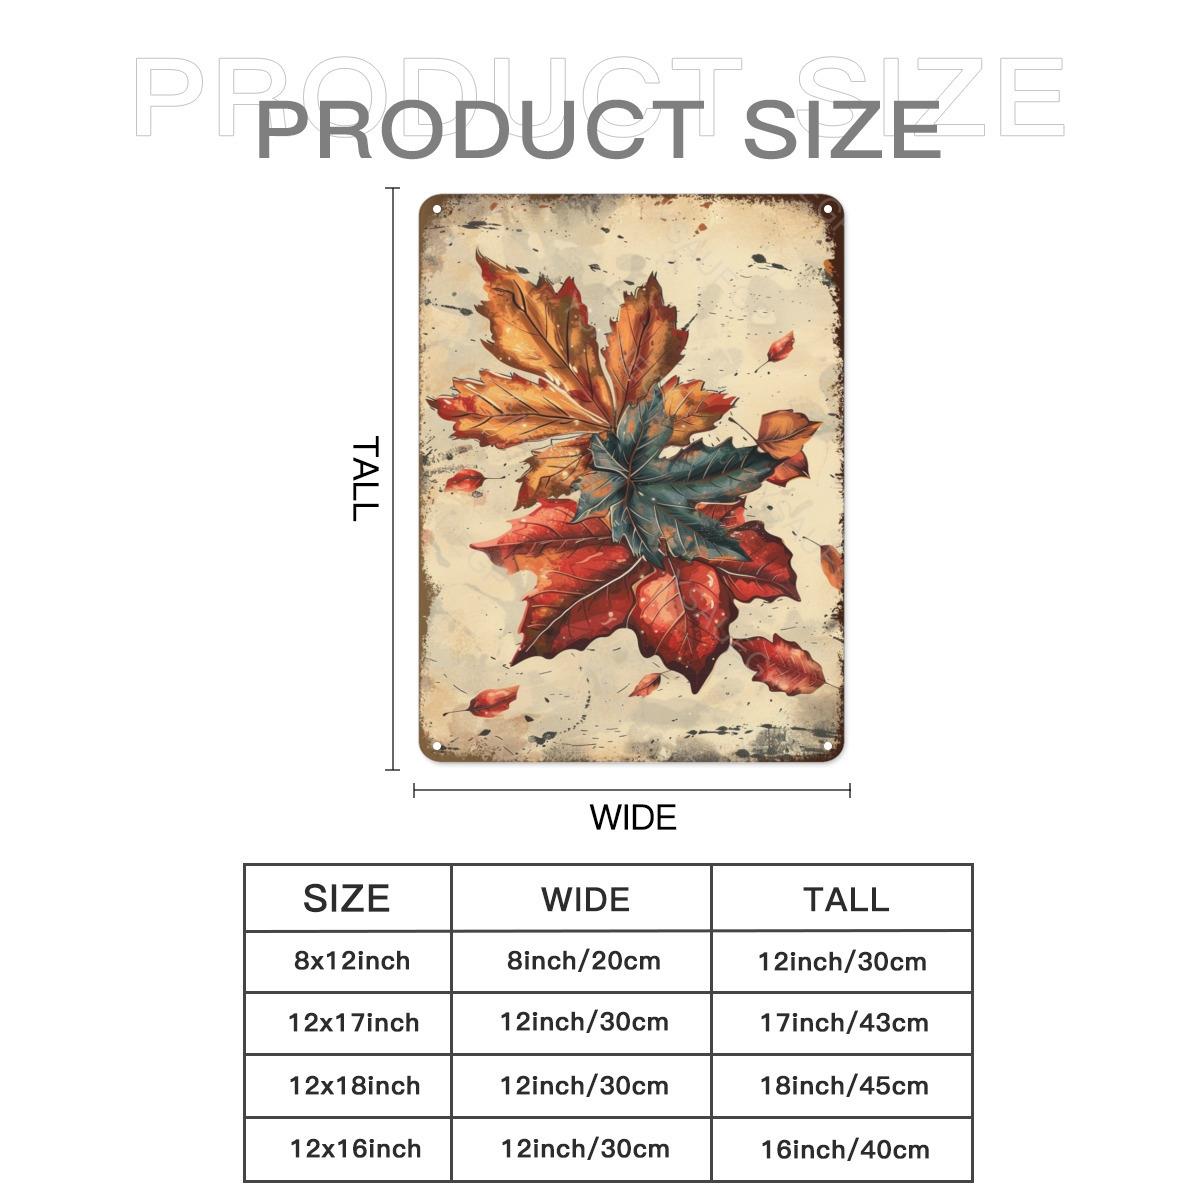 PRODUCT SIZE
PRODUCT SIZE
TALL
WIDE
SIZE WIDE TALL
8x12inch 8inch/20cm 12inch/30cm
12x17inch 12inch/30cm 17inch/43cm
12x18inch 12inch/30cm 18inch/45cm
12x16inch 12inch/30cm 16inch/40cm